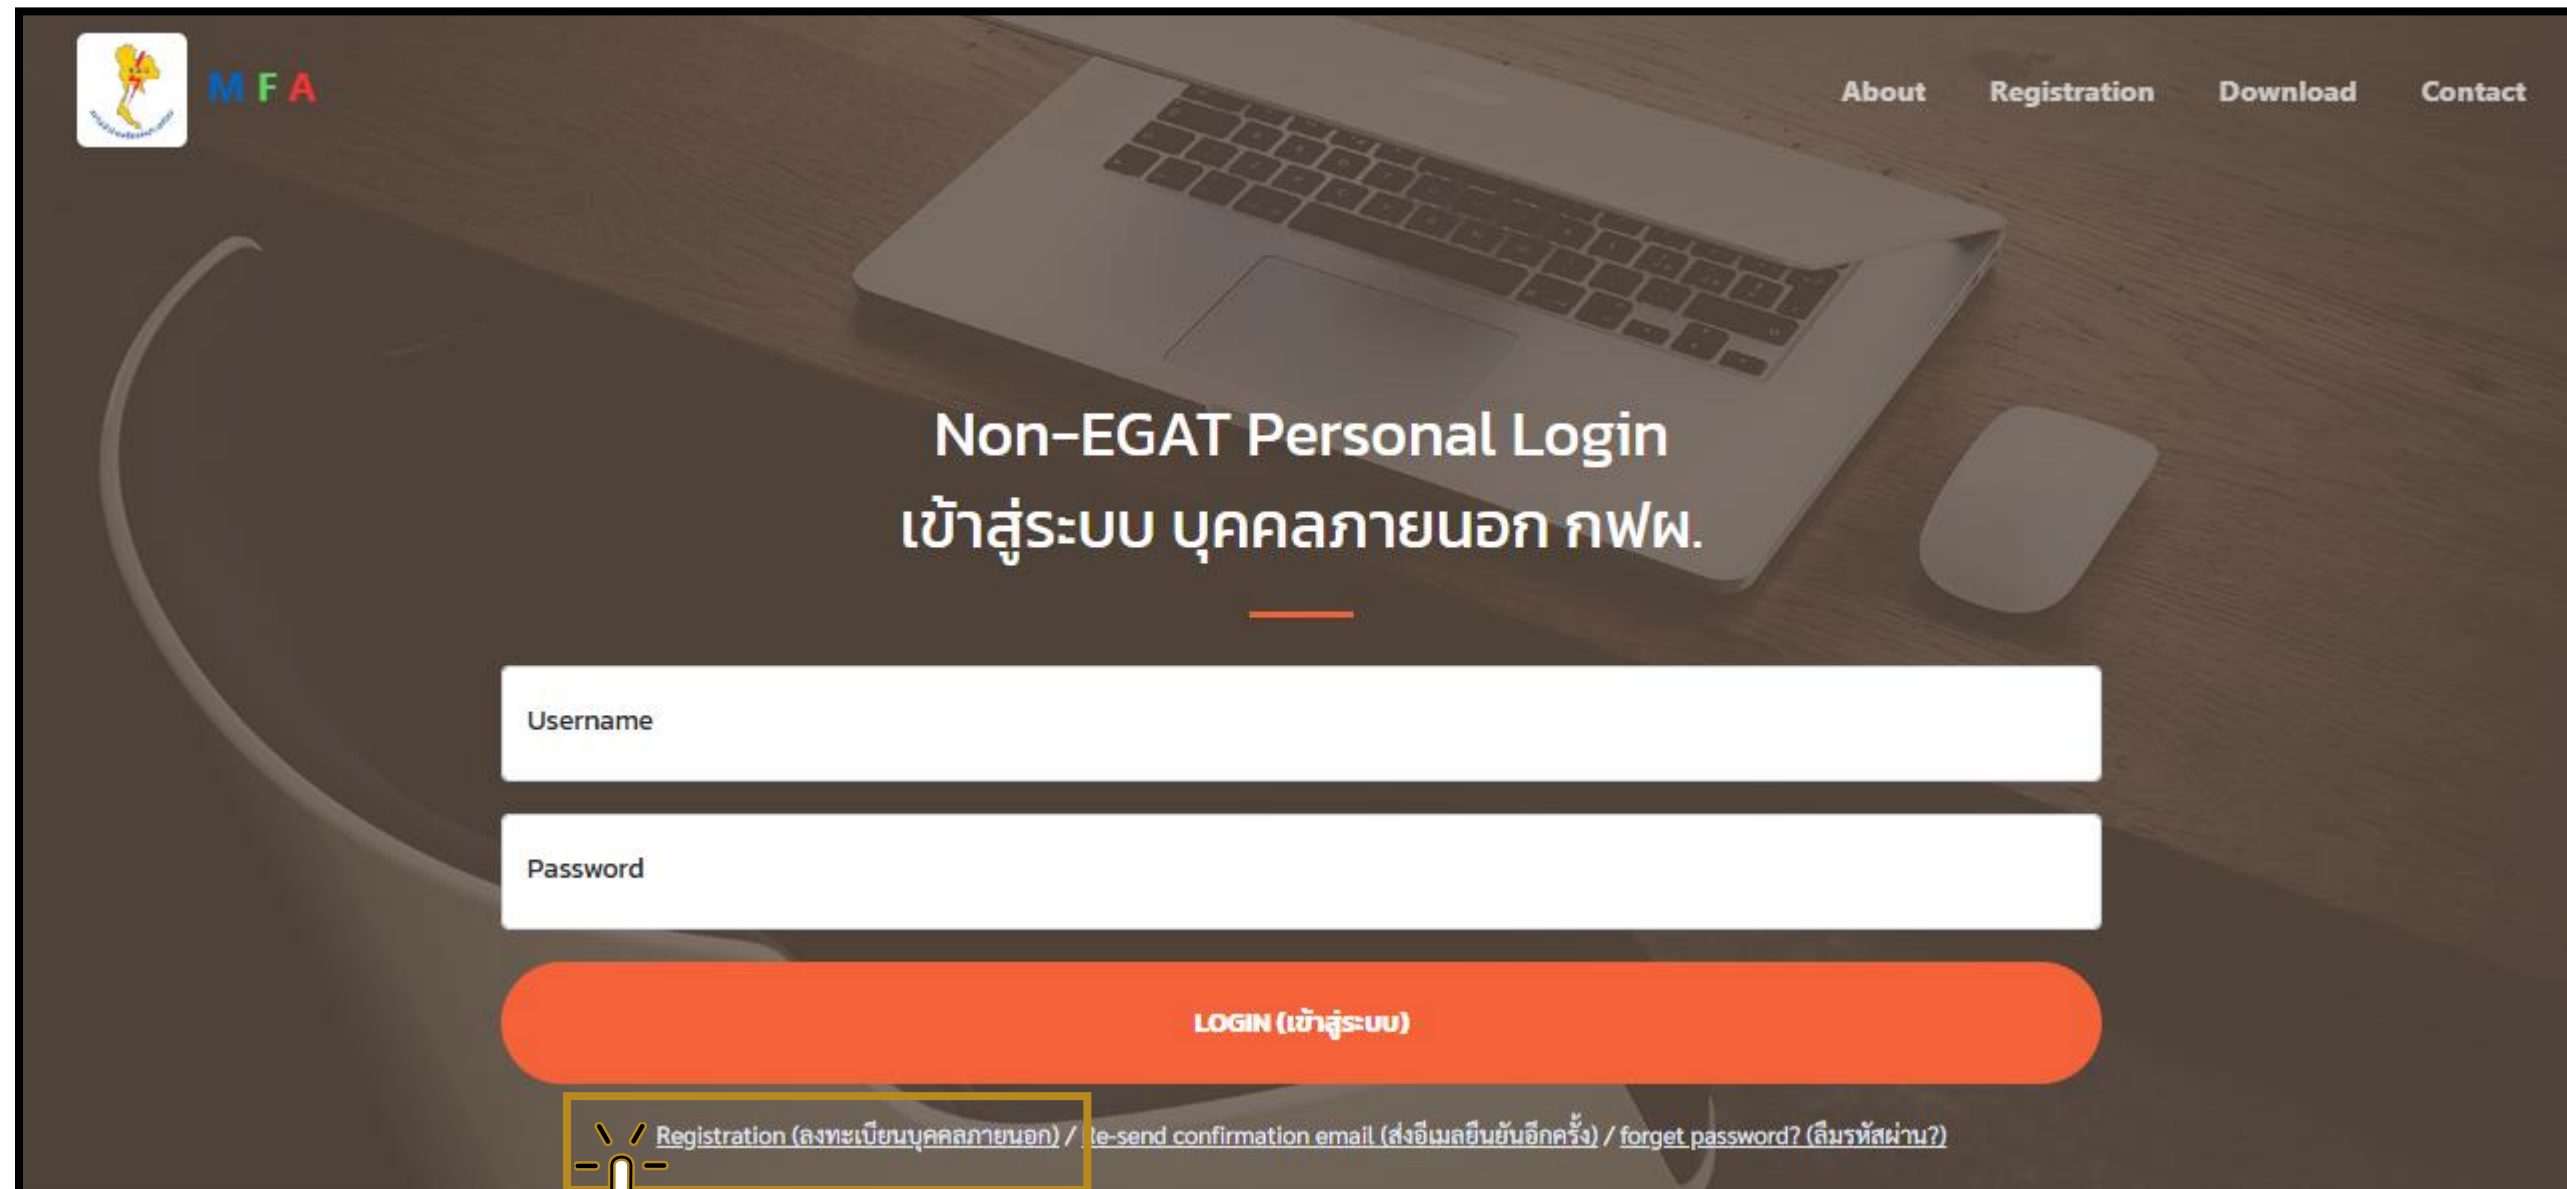 MFA
About Registration Download Contact
Non-EGAT Personal Login
เข้าสู่ระบบ บุคคลภายนอก กฟผ.
Username
Password
LOGIN (เข้าสู่ระบบ)
Registration (ลงทะเบียนบุคคลภายนอก) / Re-send confirmation email (ส่งอีเมลยืนยันอีกครั้ง) / forget password? (ลืมรหัสผ่าน?)